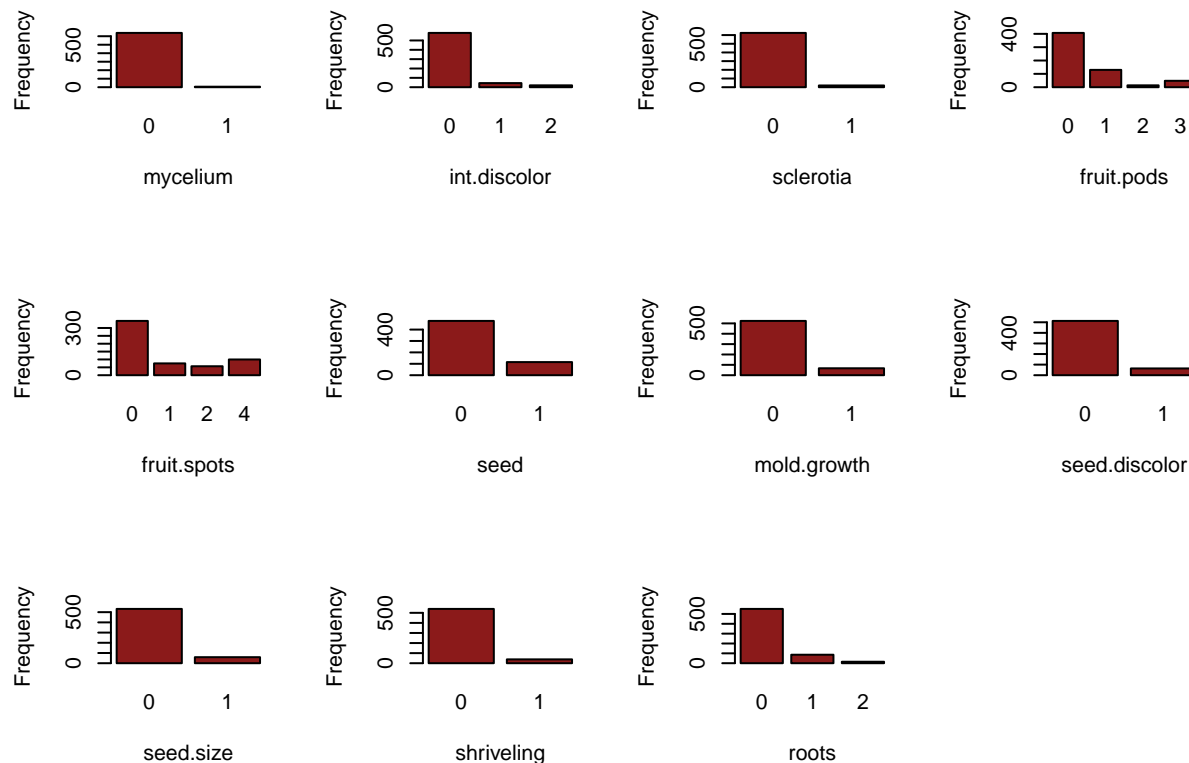 Frequency
0 500
0 1
mycelium
Frequency
0 500
0 1 2
int.discolor
Frequency
0 500
0 1
sclerotia
Frequency
0 400
0 1 2 3
fruit.pods
Frequency
0 300
0 1 2 4
fruit.spots
Frequency
0 400
0 1
seed
Frequency
0 500
0 1
mold.growth
Frequency
0 400
0 1
seed.discolor
Frequency
0 500
0 1
seed.size
Frequency
0 500
0 1
shriveling
Frequency
0 500
0 1 2
roots